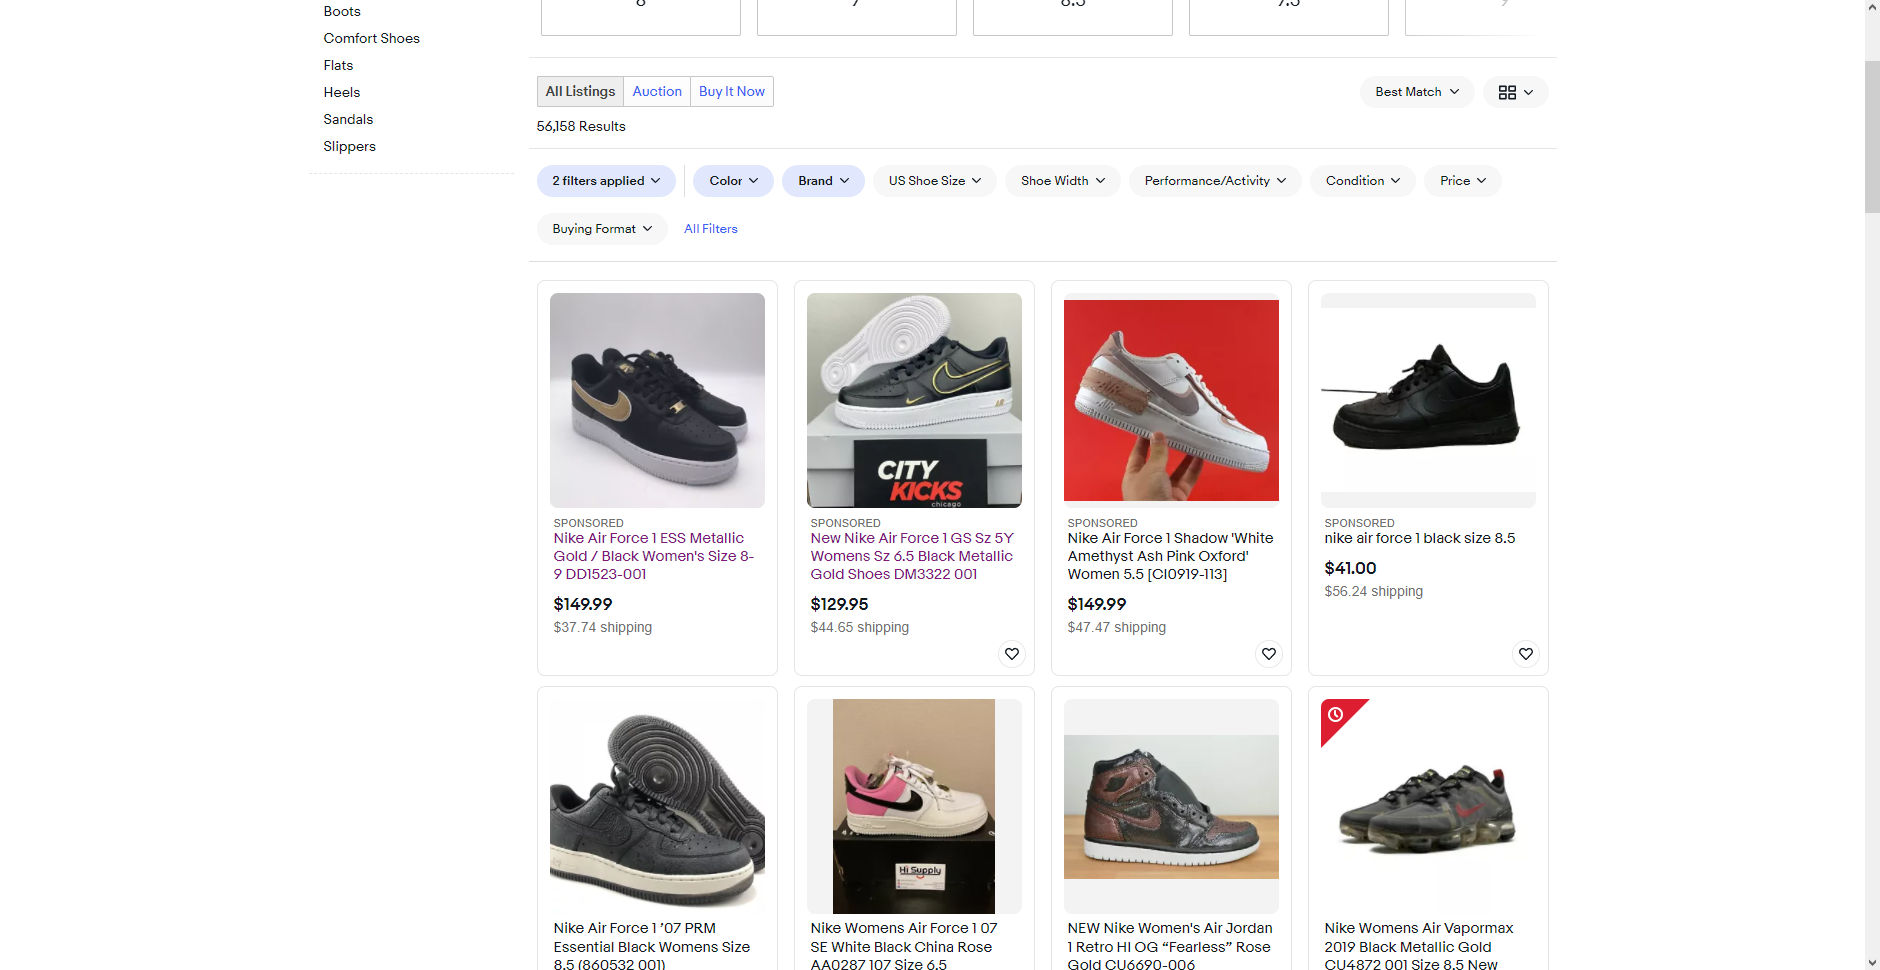 Boots
Comfort Shoes
Flats
Heels
Sandals
Slippers
All Listings
Auction
Buy It Now
Best Match
56,158 Results
2 filters applied
Color
Brand
US Shoe Size
Shoe Width
Performance/Activity
Condition
Price
Buying Format
All Filters
CITY
KICKS
chicago
SPONSORED
Nike Air Force 1 ESS Metallic
Gold / Black Women's Size 8-
9 DD1523-001
$149.99
$37.74 shipping
SPONSORED
New Nike Air Force 1 GS Sz 5Y
Womens Sz 6.5 Black Metallic
Gold Shoes DM3322 001
$129.95
$44.65 shipping
SPONSORED
Nike Air Force 1 Shadow 'White
Amethyst Ash Pink Oxford'
Women 5.5 [CI0919-113]
$149.99
$47.47 shipping
SPONSORED
nike air force 1 black size 8.5
$41.00
$56.24 shipping
Hi Supply
Nike Air Force 1 ’07 PRM
Essential Black Womens Size
8.5 (860532 001)
Nike Womens Air Force 1 07
SE White Black China Rose
AA0287 107 Size 6.5
NEW Nike Women's Air Jordan
1 Retro HI OG “Fearless” Rose
Gold CU6690-006
Nike Womens Air Vapormax
2019 Black Metallic Gold
CU4872 001 Size 8.5 New